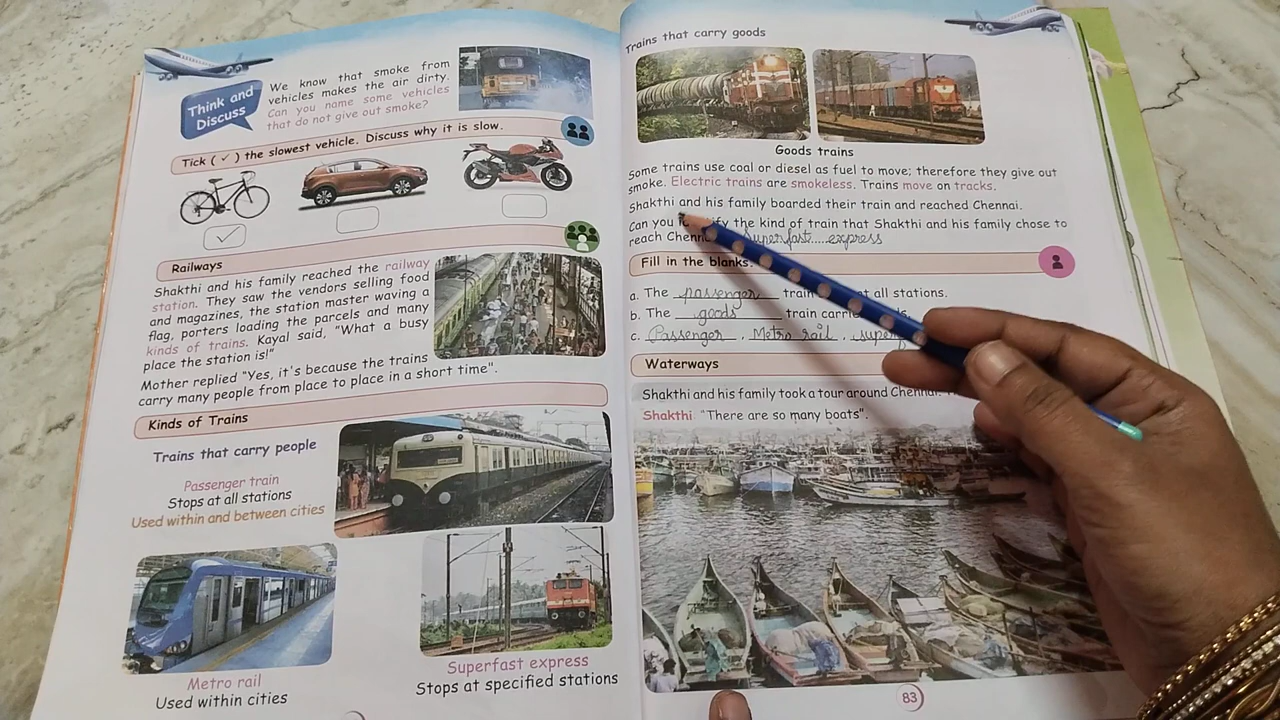 Think and
Discuss
We know that smoke from
vehicles makes the air dirty.
Can you name some vehicles
that do not give out smoke?
Tick ( ✓ ) the slowest vehicle. Discuss why it is slow.
✓
Railways
Shakthi and his family reached the railway
station. They saw the vendors selling food
and magazines, the station master waving a
flag, porters loading the parcels and many
kinds of trains. Kayal said, "What a busy
place the station is!"
Mother replied "Yes, it's because the trains
carry many people from place to place in a short time".
Kinds of Trains
Trains that carry people
Passenger train
Stops at all stations
Used within and between cities
Metro rail
Used within cities
Superfast express
Stops at specified stations
Trains that carry goods
Goods trains
Some trains use coal or diesel as fuel to move; therefore they give out
smoke. Electric trains are smokeless. Trains move on tracks.
Shakthi and his family boarded their train and reached Chennai.
Can you the kind of train that Shakthi and his family chose to
reach superfast....express
Fill in the blanks.
a. The passenger train at all stations.
b. The goods train
c. Passenger, Metro rail,
Waterways
Shakthi and his family took a tour around
Shakthi: "There are so many boats".
83